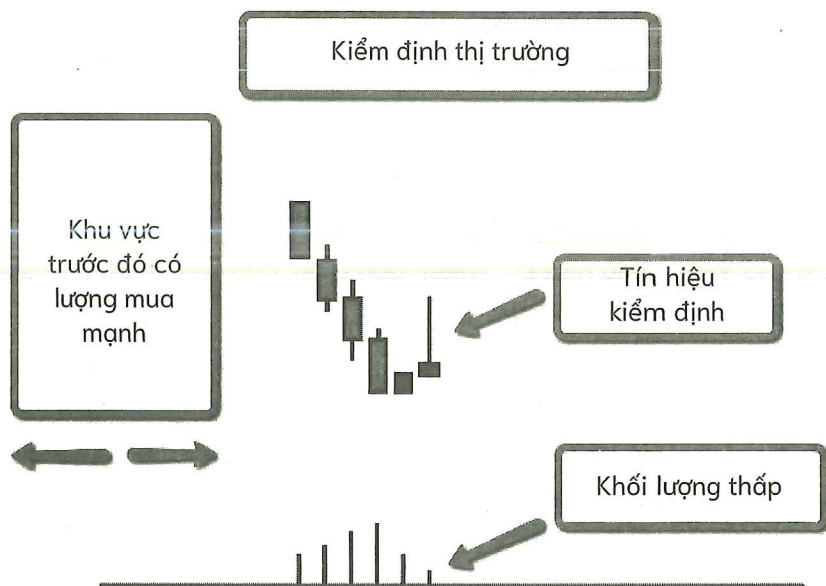 Kiểm định thị trường
Khu vực
trước đó có
lượng mua
mạnh
Tín hiệu
kiểm định
Khối lượng thấp